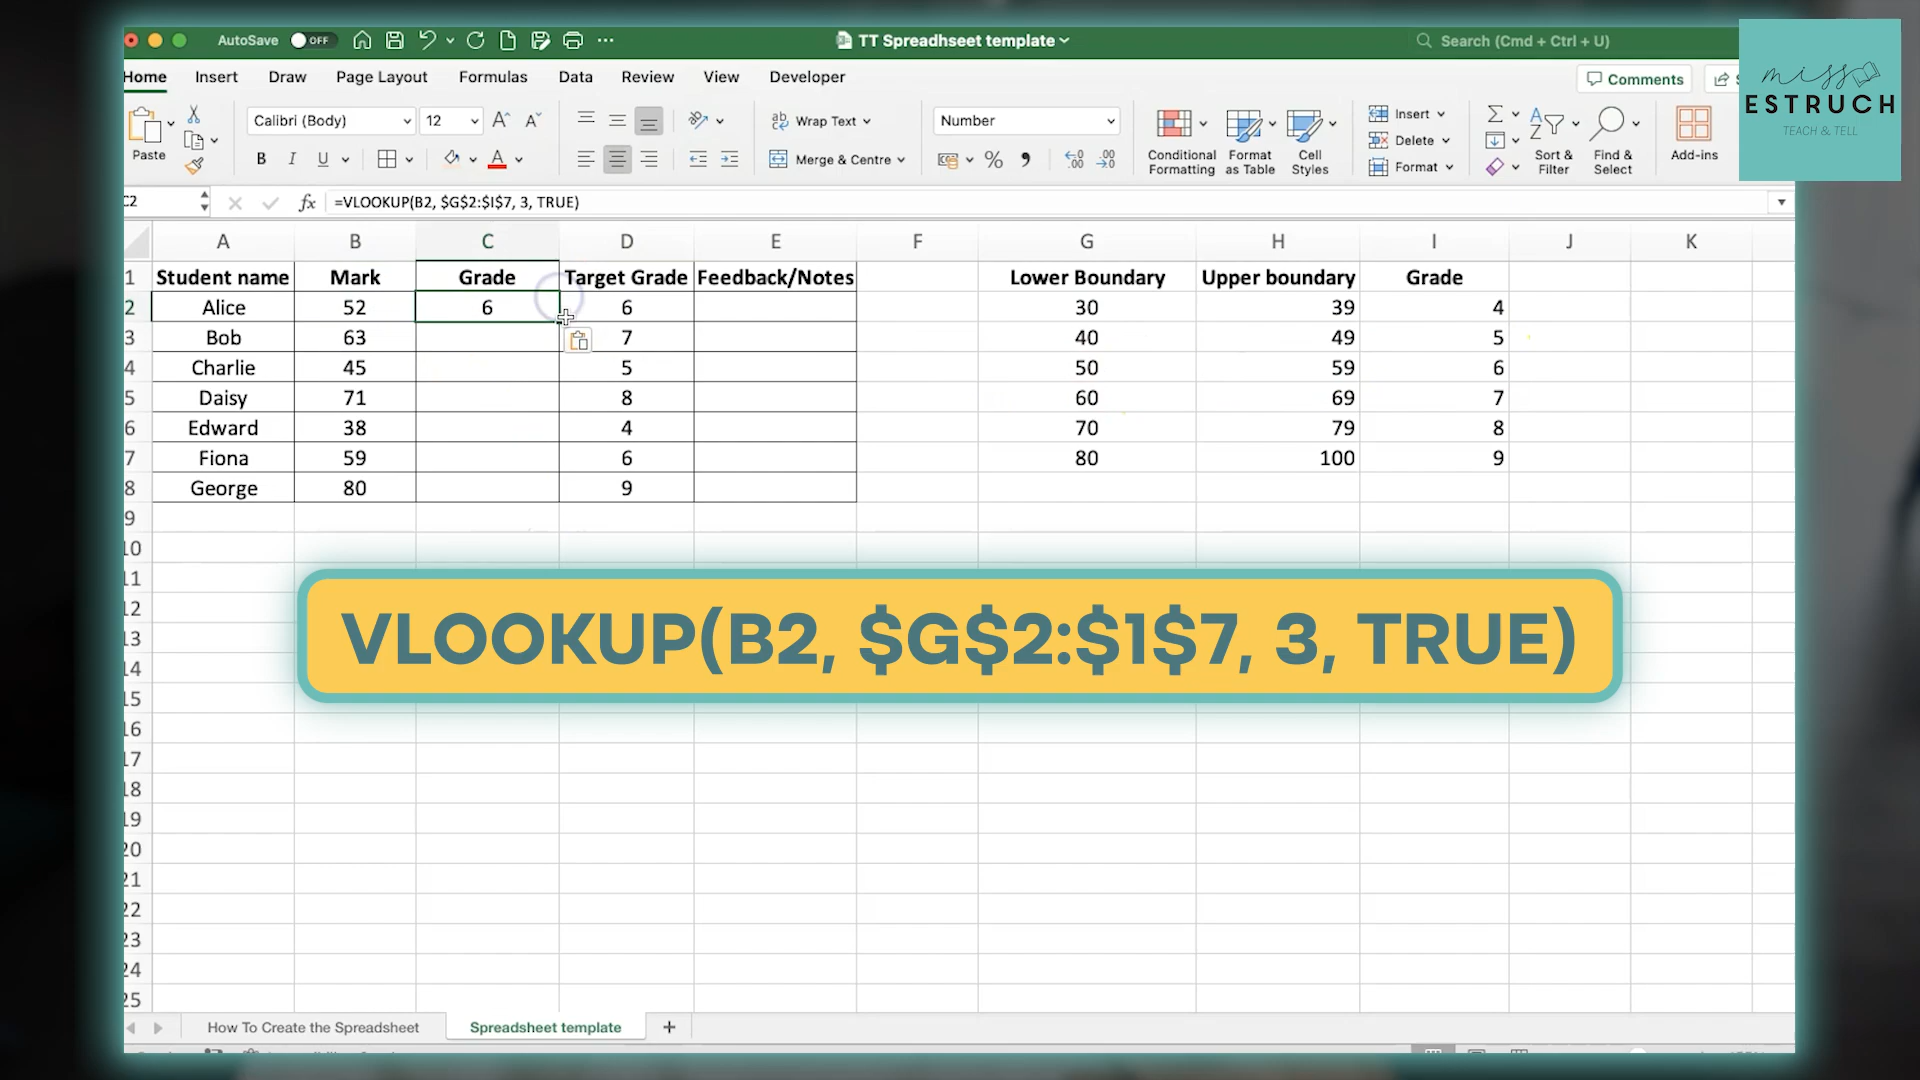 AutoSave OFF TT Spreadhseet template Search (Cmd + Ctrl + U)
miss
ESTRUCH
TEACH & TELL
Home Insert Draw Page Layout Formulas Data Review View Developer Comments
Paste Calibri (Body) 12 Wrap Text Number Conditional Formatting Format as Table Cell Styles Insert Sort & Filter Find & Select Add-ins
B I U Merge & Centre Delete
Format
C2 fx =VLOOKUP(B2, $G$2:$I$7, 3, TRUE)
A B C D E F G H I J K
1 Student name Mark Grade Target Grade Feedback/Notes Lower Boundary Upper boundary Grade
2 Alice 52 6 6 30 39 4
3 Bob 63 7 40 49 5
4 Charlie 45 5 50 59 6
5 Daisy 71 8 60 69 7
6 Edward 38 4 70 79 8
7 Fiona 59 6 80 100 9
8 George 80 9
9
10
11
12
13
14
15
16
17
18
19
20
21
22
23
24
25
VLOOKUP(B2, $G$2:$1$7, 3, TRUE)
How To Create the Spreadsheet Spreadsheet template +